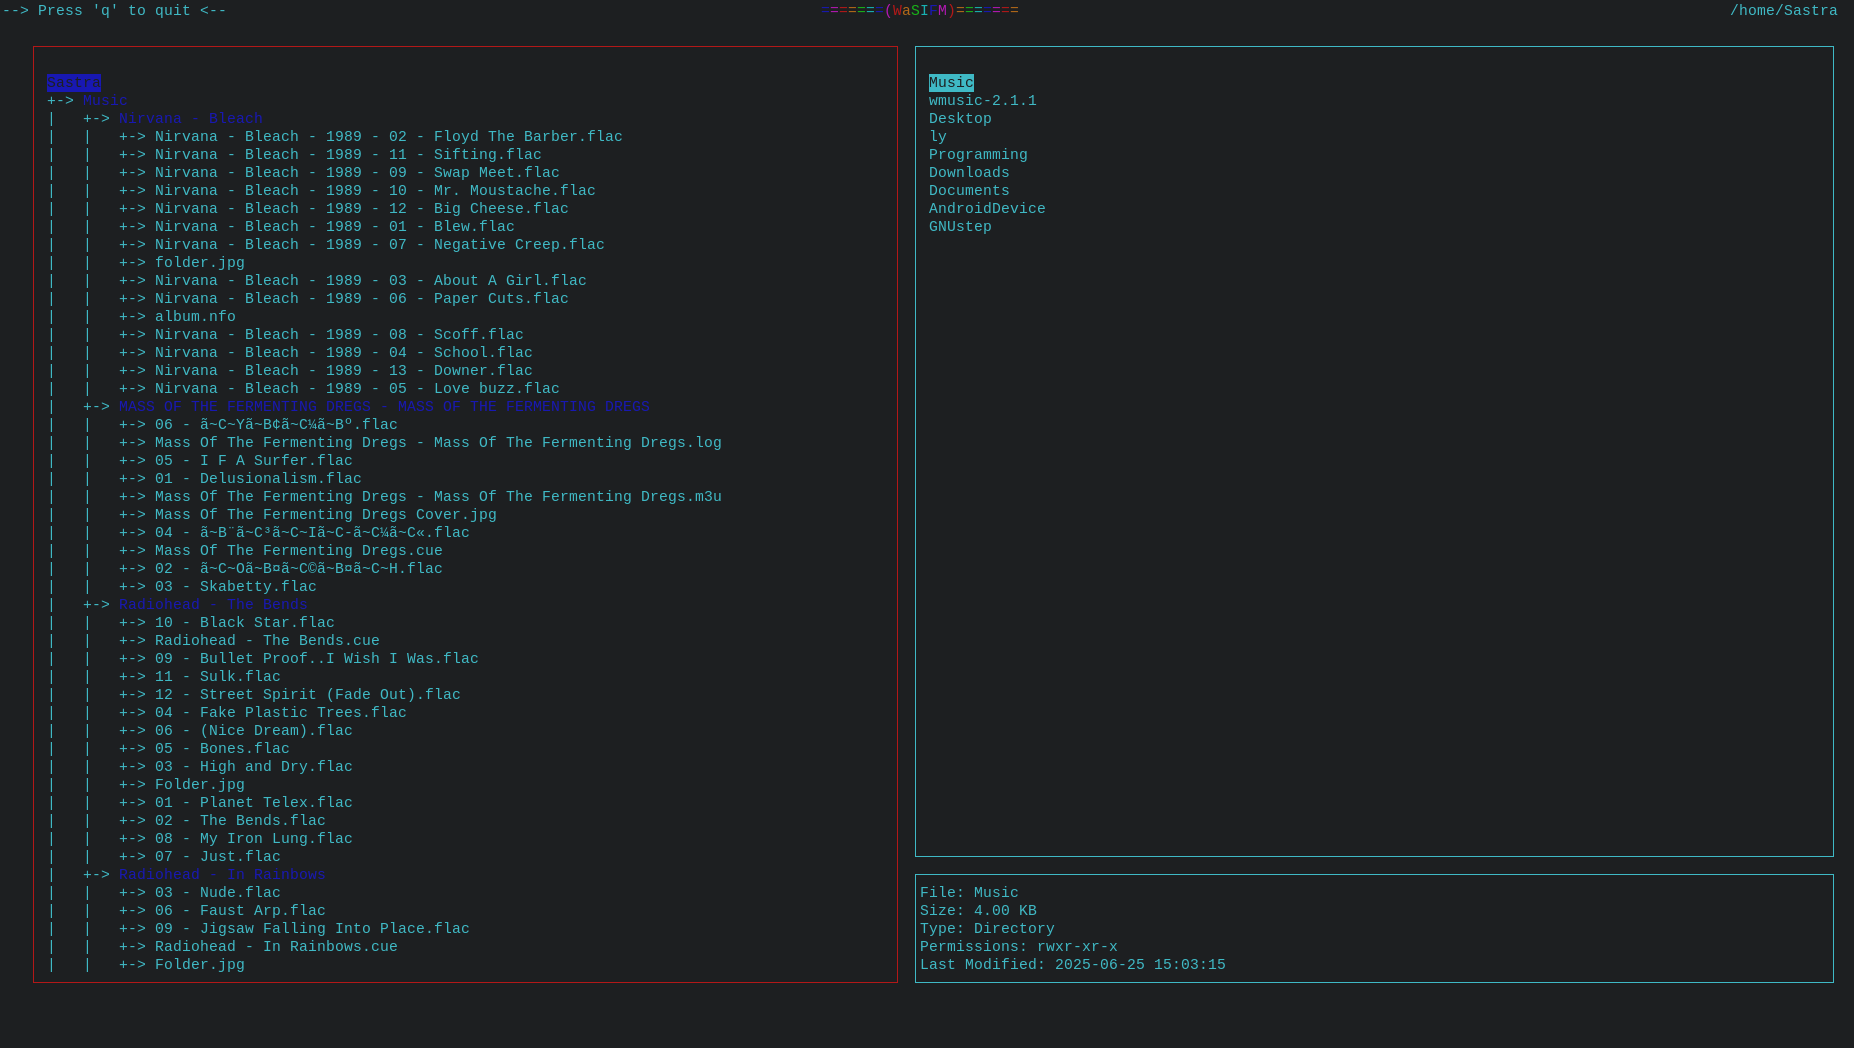 --> Press 'q' to quit <--
======(WaSIFM)=======
/home/Sastra
Sastra
+-> Music
|   +-> Nirvana - Bleach
|   |   +-> Nirvana - Bleach - 1989 - 02 - Floyd The Barber.flac
|   |   +-> Nirvana - Bleach - 1989 - 11 - Sifting.flac
|   |   +-> Nirvana - Bleach - 1989 - 09 - Swap Meet.flac
|   |   +-> Nirvana - Bleach - 1989 - 10 - Mr. Moustache.flac
|   |   +-> Nirvana - Bleach - 1989 - 12 - Big Cheese.flac
|   |   +-> Nirvana - Bleach - 1989 - 01 - Blew.flac
|   |   +-> Nirvana - Bleach - 1989 - 07 - Negative Creep.flac
|   |   +-> folder.jpg
|   |   +-> Nirvana - Bleach - 1989 - 03 - About A Girl.flac
|   |   +-> Nirvana - Bleach - 1989 - 06 - Paper Cuts.flac
|   |   +-> album.nfo
|   |   +-> Nirvana - Bleach - 1989 - 08 - Scoff.flac
|   |   +-> Nirvana - Bleach - 1989 - 04 - School.flac
|   |   +-> Nirvana - Bleach - 1989 - 13 - Downer.flac
|   |   +-> Nirvana - Bleach - 1989 - 05 - Love buzz.flac
|   +-> MASS OF THE FERMENTING DREGS - MASS OF THE FERMENTING DREGS
|   |   +-> 06 - ã~C~Yã~B¢ã~C¼ã~Bº.flac
|   |   +-> Mass Of The Fermenting Dregs - Mass Of The Fermenting Dregs.log
|   |   +-> 05 - I F A Surfer.flac
|   |   +-> 01 - Delusionalism.flac
|   |   +-> Mass Of The Fermenting Dregs - Mass Of The Fermenting Dregs.m3u
|   |   +-> Mass Of The Fermenting Dregs Cover.jpg
|   |   +-> 04 - ã~B¨ã~C³ã~C~Iã~C-ã~C¼ã~C«.flac
|   |   +-> Mass Of The Fermenting Dregs.cue
|   |   +-> 02 - ã~C~Oã~B¤ã~C©ã~B¤ã~C~H.flac
|   |   +-> 03 - Skabetty.flac
|   +-> Radiohead - The Bends
|   |   +-> 10 - Black Star.flac
|   |   +-> Radiohead - The Bends.cue
|   |   +-> 09 - Bullet Proof..I Wish I Was.flac
|   |   +-> 11 - Sulk.flac
|   |   +-> 12 - Street Spirit (Fade Out).flac
|   |   +-> 04 - Fake Plastic Trees.flac
|   |   +-> 06 - (Nice Dream).flac
|   |   +-> 05 - Bones.flac
|   |   +-> 03 - High and Dry.flac
|   |   +-> Folder.jpg
|   |   +-> 01 - Planet Telex.flac
|   |   +-> 02 - The Bends.flac
|   |   +-> 08 - My Iron Lung.flac
|   |   +-> 07 - Just.flac
|   +-> Radiohead - In Rainbows
|   |   +-> 03 - Nude.flac
|   |   +-> 06 - Faust Arp.flac
|   |   +-> 09 - Jigsaw Falling Into Place.flac
|   |   +-> Radiohead - In Rainbows.cue
|   |   +-> Folder.jpg
Music
wmusic-2.1.1
Desktop
ly
Programming
Downloads
Documents
AndroidDevice
GNUstep
File: Music
Size: 4.00 KB
Type: Directory
Permissions: rwxr-xr-x
Last Modified: 2025-06-25 15:03:15